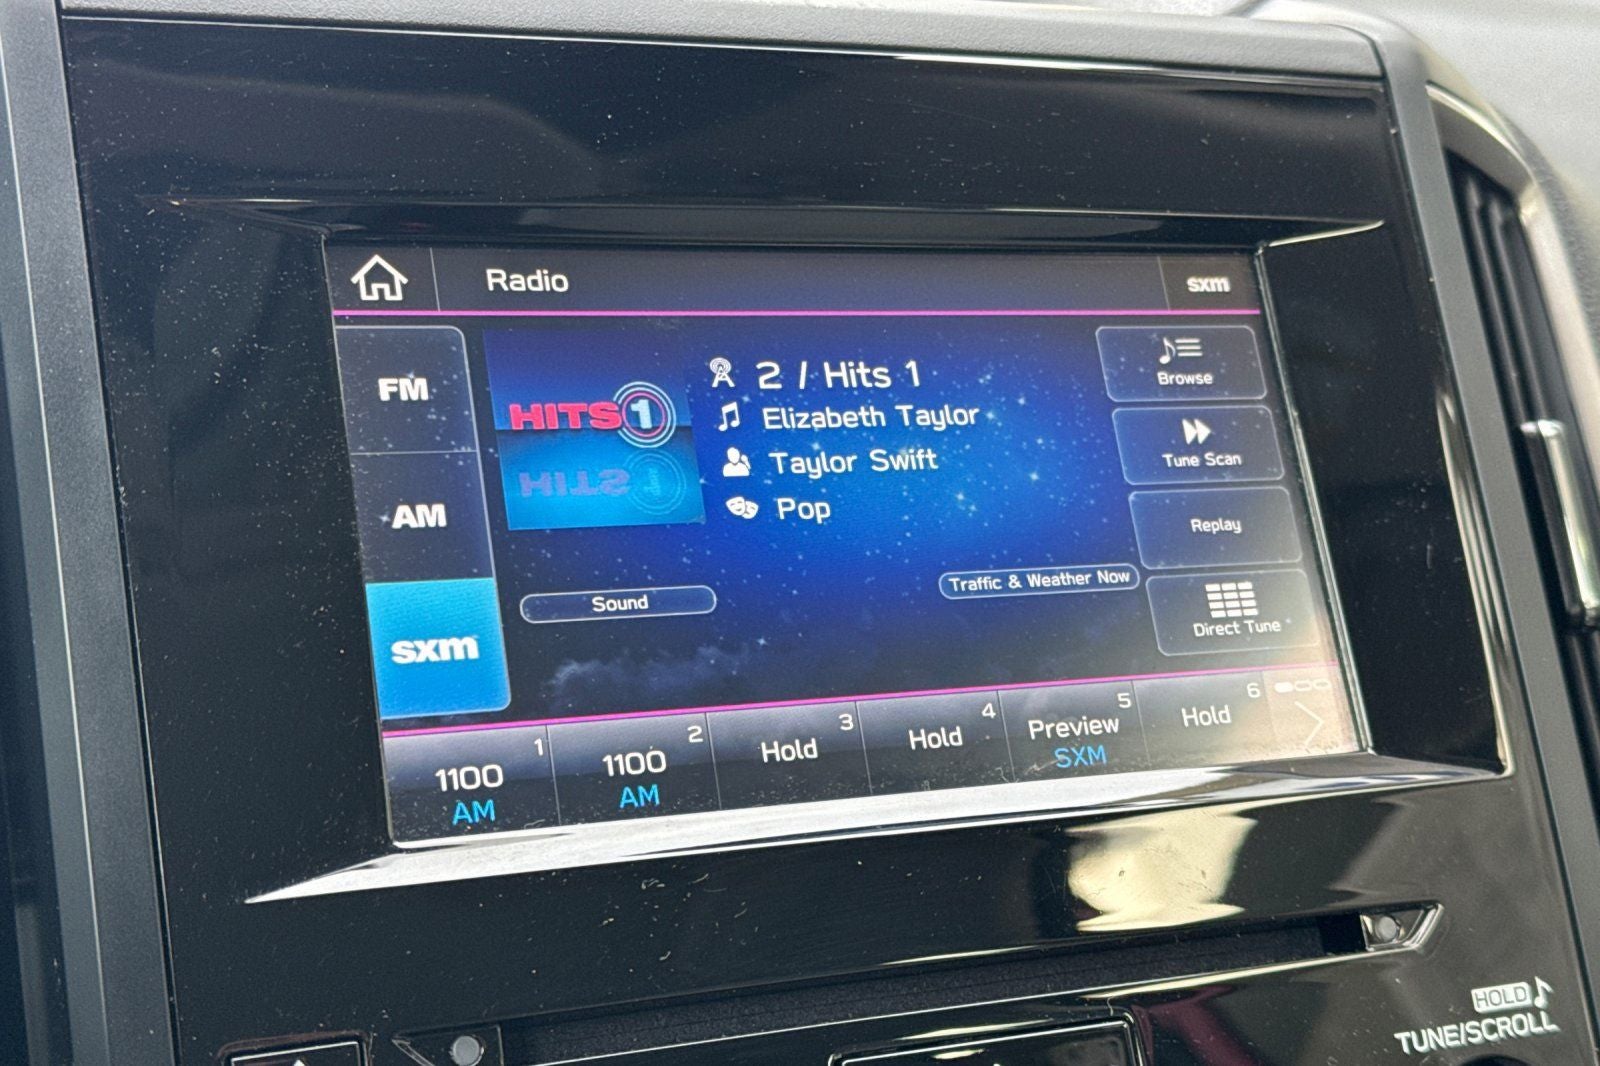 Radio
sxm
FM
AM
sxm
HITS 1
2 / Hits 1
Elizabeth Taylor
Taylor Swift
Pop
Browse
Tune Scan
Replay
Direct Tune
Sound
Traffic & Weather Now
1
1100
AM
2
1100
AM
3
Hold
4
Hold
5
Preview
SXM
6
Hold
HOLD
TUNE/SCROLL